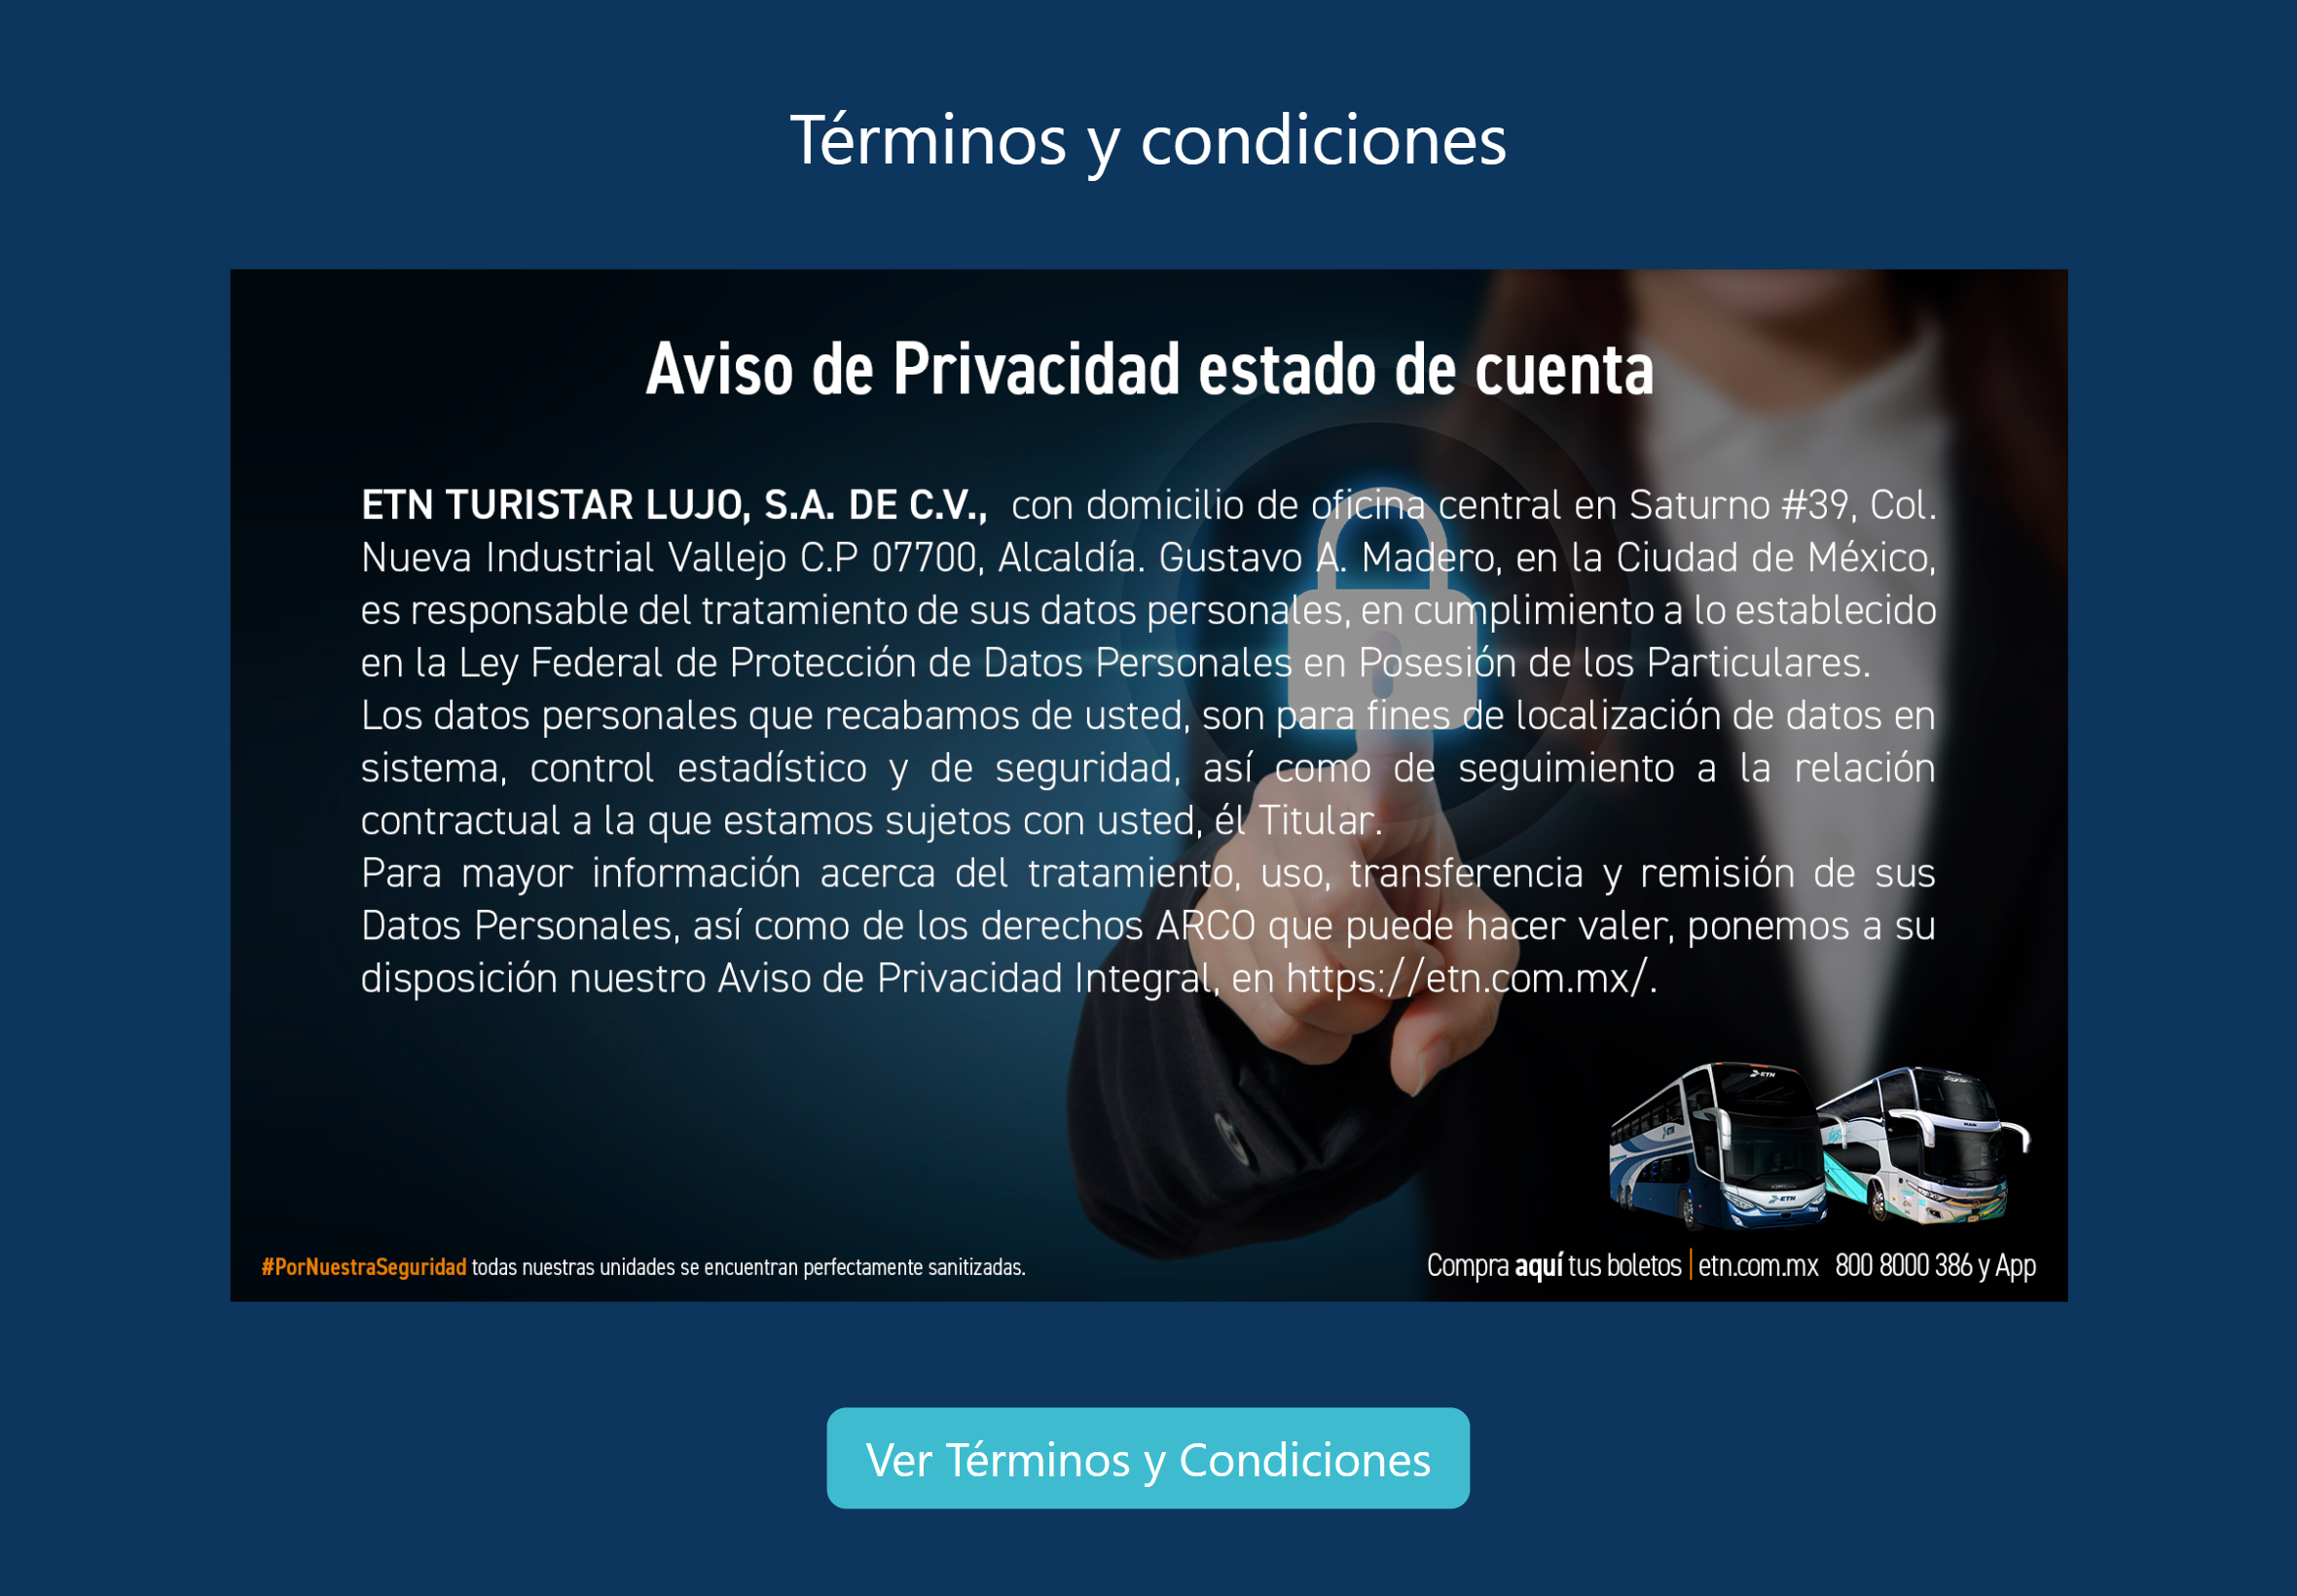 Términos y condiciones
Aviso de Privacidad estado de cuenta
ETN TURISTAR LUJO, S.A. DE C.V., con domicilio de oficina central en Saturno #39, Col.
Nueva Industrial Vallejo C.P 07700, Alcaldía. Gustavo A. Madero, en la Ciudad de México,
es responsable del tratamiento de sus datos personales, en cumplimiento a lo establecido
en la Ley Federal de Protección de Datos Personales en Posesión de los Particulares.
Los datos personales que recabamos de usted, son para fines de localización de datos en
sistema, control estadístico y de seguridad, así como de seguimiento a la relación
contractual a la que estamos sujetos con usted, él Titular.
Para mayor información acerca del tratamiento, uso, transferencia y remisión de sus
Datos Personales, así como de los derechos ARCO que puede hacer valer, ponemos a su
disposición nuestro Aviso de Privacidad Integral, en https://etn.com.mx/.
ETN
ETN
ETN
#PorNuestraSeguridad todas nuestras unidades se encuentran perfectamente sanitizadas.
Compra aquí tus boletos | etn.com.mx 800 8000 386 y App
Ver Términos y Condiciones